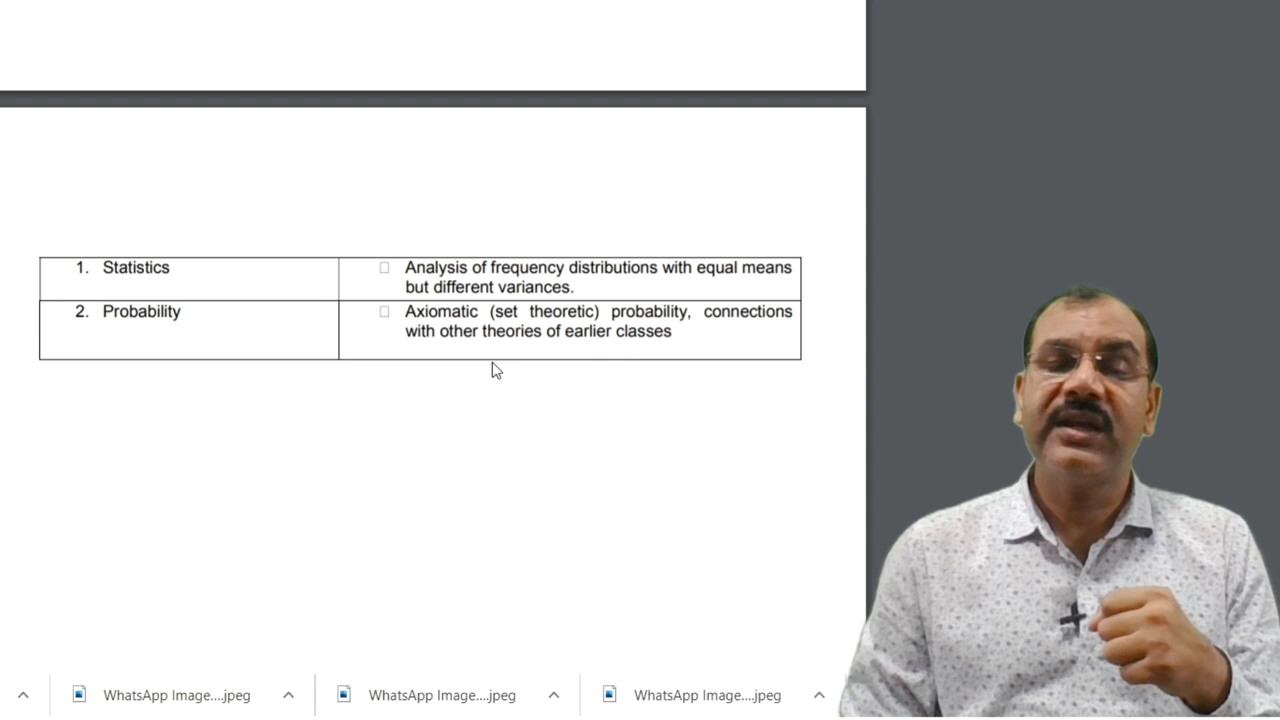 1. Statistics
Analysis of frequency distributions with equal means
but different variances.
2. Probability
Axiomatic (set theoretic) probability, connections
with other theories of earlier classes
WhatsApp Image....jpeg
WhatsApp Image....jpeg
WhatsApp Image....jpeg